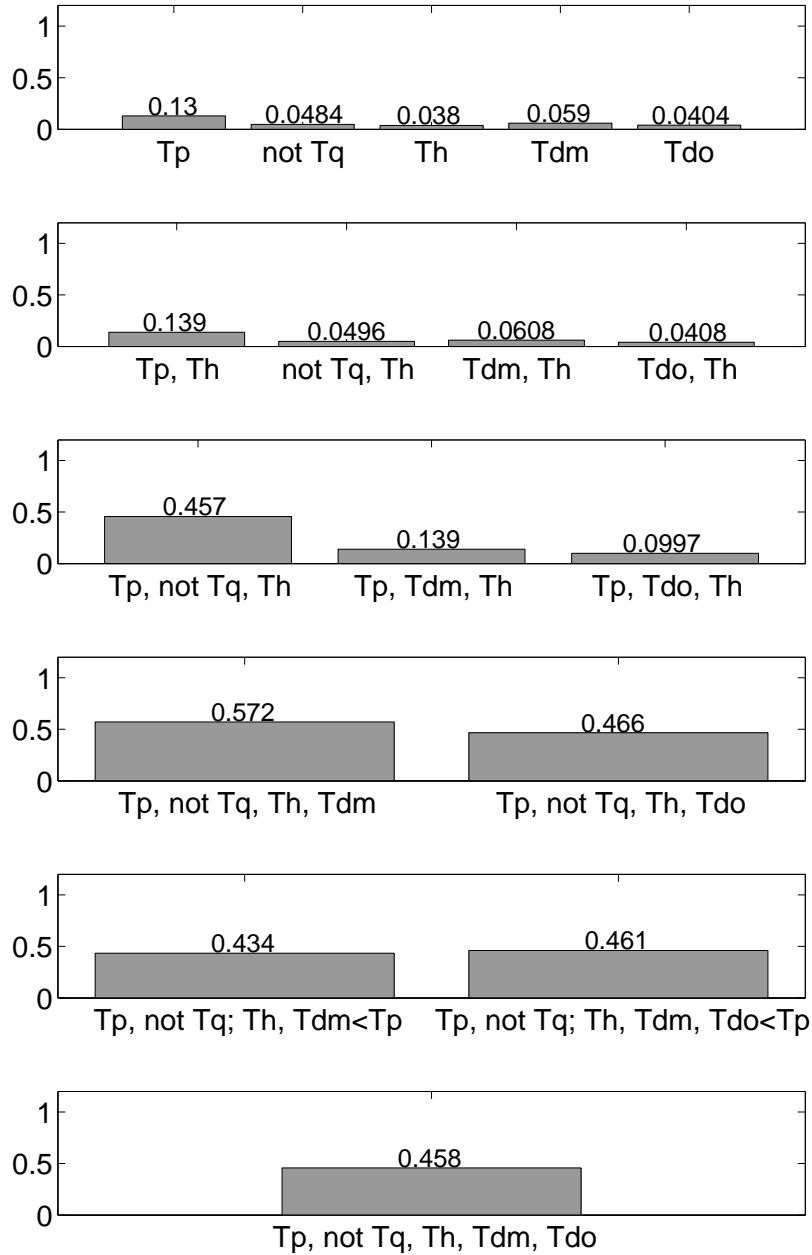 1
0.5
0
0.13 0.0484 0.038 0.059 0.0404
Tp not Tq Th Tdm Tdo
1
0.5
0
0.139 0.0496 0.0608 0.0408
Tp, Th not Tq, Th Tdm, Th Tdo, Th
1
0.5
0
0.457 0.139 0.0997
Tp, not Tq, Th Tp, Tdm, Th Tp, Tdo, Th
1
0.5
0
0.572 0.466
Tp, not Tq, Th, Tdm Tp, not Tq, Th, Tdo
1
0.5
0
0.434 0.461
Tp, not Tq; Th, Tdm<Tp Tp, not Tq; Th, Tdm, Tdo<Tp
1
0.5
0
0.458
Tp, not Tq, Th, Tdm, Tdo